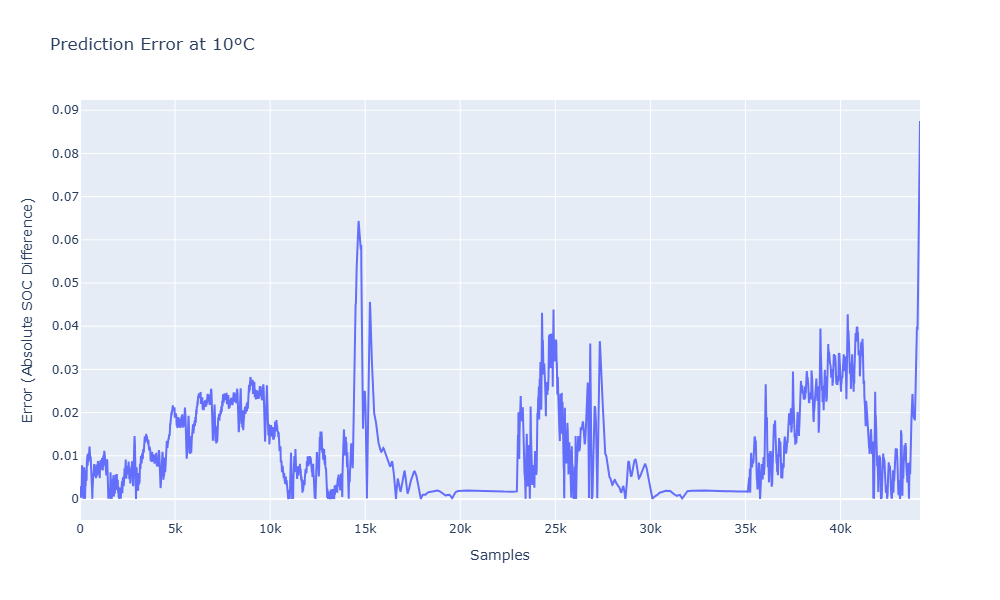 Prediction Error at 10ºC
Error (Absolute SOC Difference)
0.09
0.08
0.07
0.06
0.05
0.04
0.03
0.02
0.01
0
0 5k 10k 15k 20k 25k 30k 35k 40k
Samples